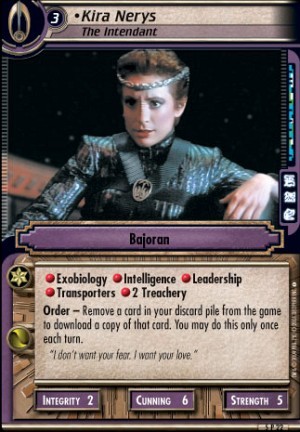 3
•Kira Nerys
The Intendant
Bajoran
Exobiology Intelligence Leadership
Transporters 2 Treachery
Order – Remove a card in your discard pile from the game
to download a copy of that card. You may do this only once
each turn.
"I don't want your fear. I want your love."
INTEGRITY 2 CUNNING 6 STRENGTH 5